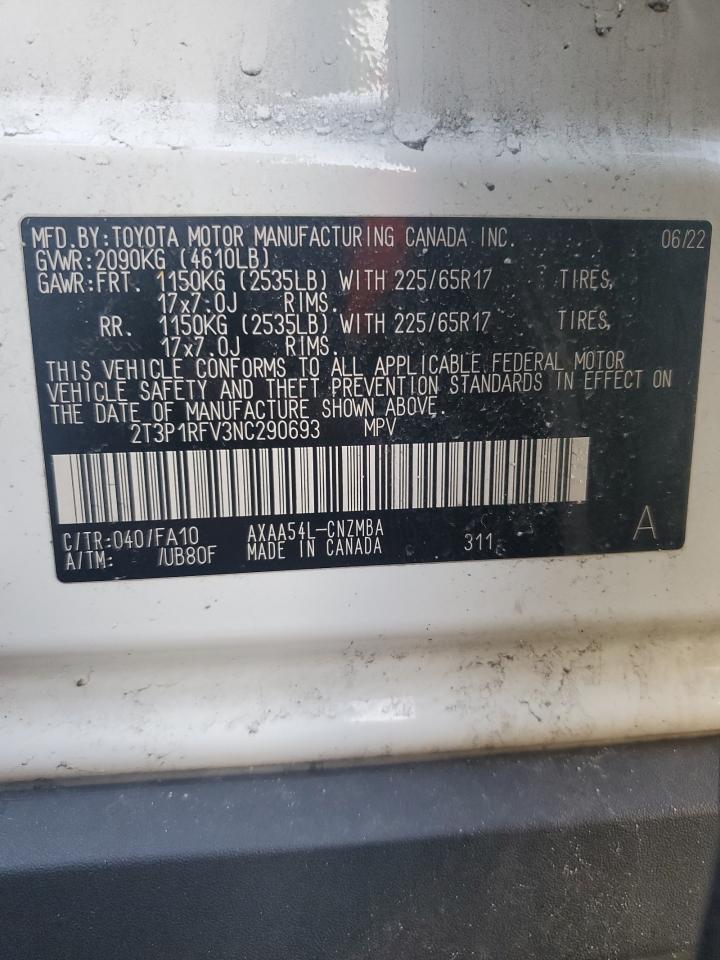 MFD.BY:TOYOTA MOTOR MANUFACTURING CANADA INC. 06/22
GVWR:2090KG (4610LB)
GAWR:FRT. 1150KG (2535LB) WITH 225/65R17 TIRES,
17x7.0J RIMS.
RR. 1150KG (2535LB) WITH 225/65R17 TIRES,
17x7.0J RIMS.
THIS VEHICLE CONFORMS TO ALL APPLICABLE FEDERAL MOTOR
VEHICLE SAFETY AND THEFT PREVENTION STANDARDS IN EFFECT ON
THE DATE OF MANUFACTURE SHOWN ABOVE.
2T3P1RFV3NC290693 MPV
C/TR:040/FA10 AXAA54L-CNZMBA 311 A
A/TM: /UB80F MADE IN CANADA